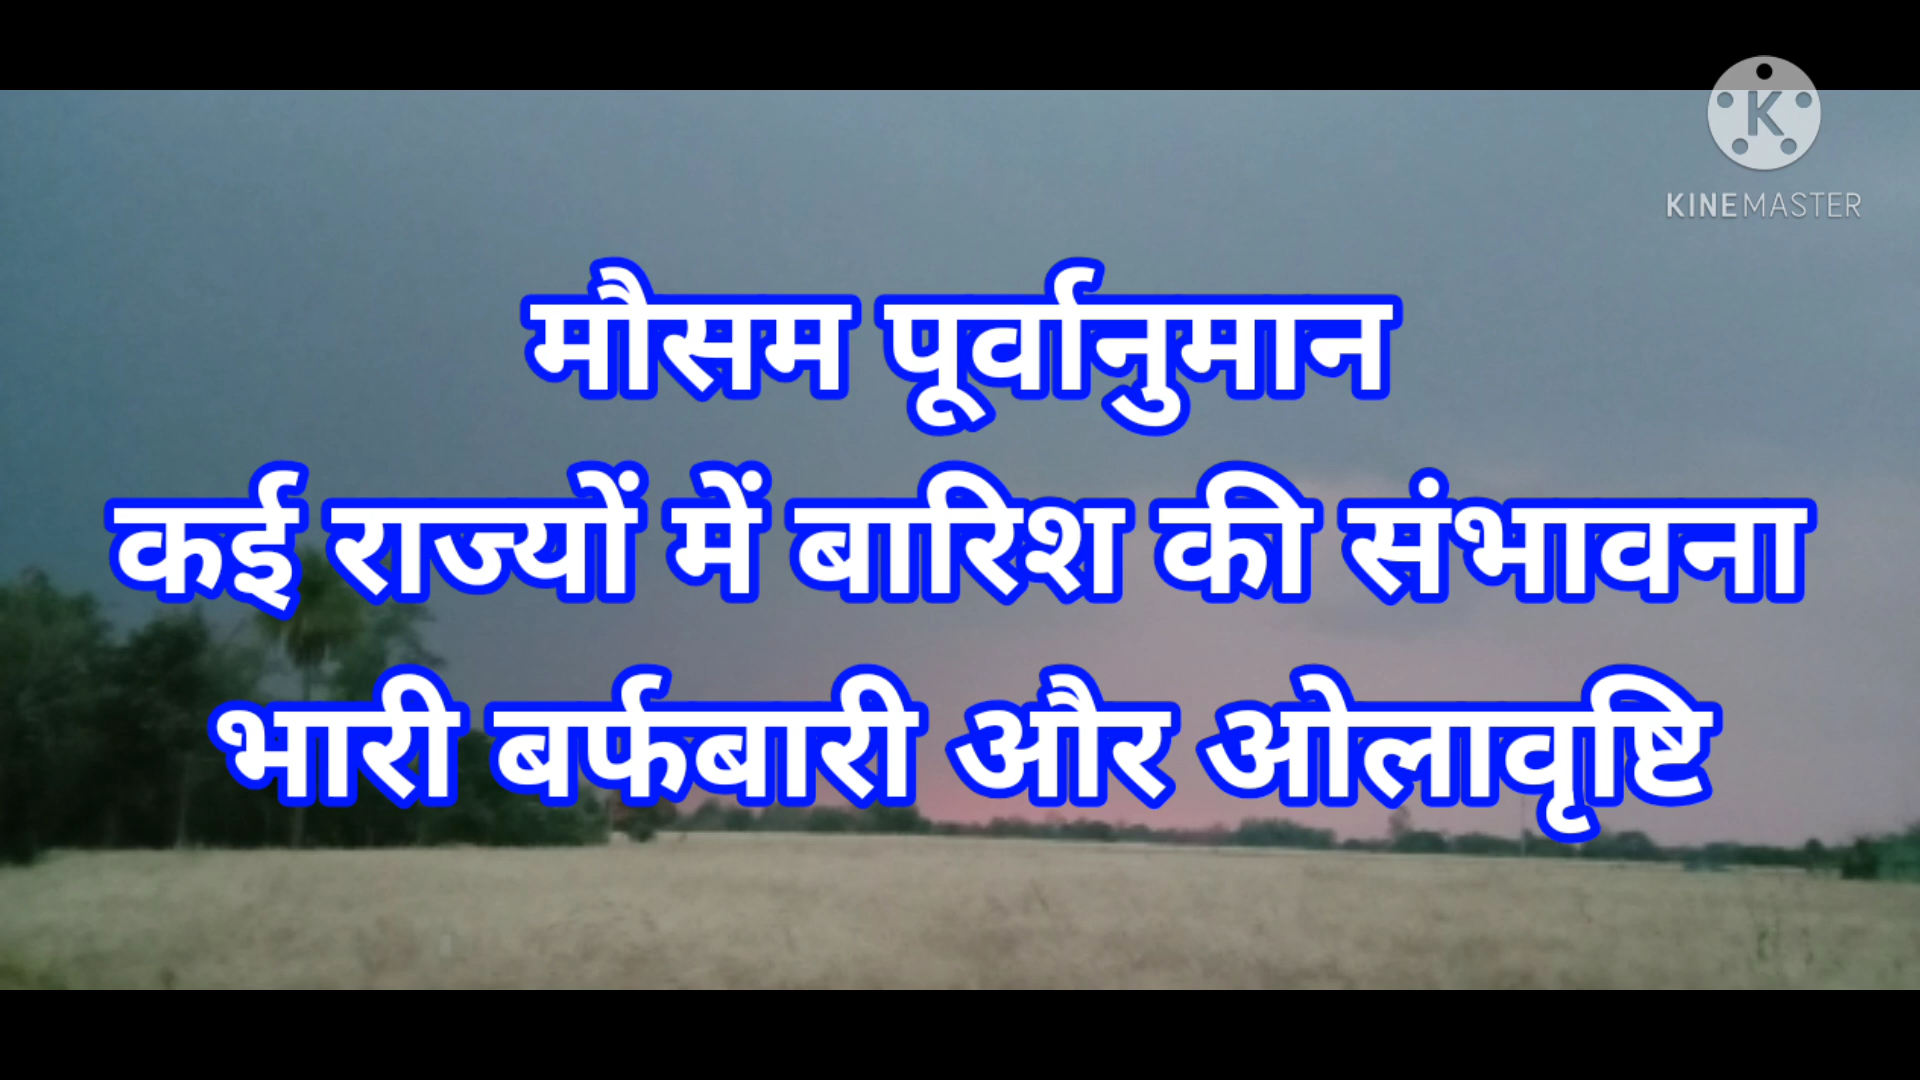 KINEMASTER
मौसम पूर्वानुमान
कई राज्यों में बारिश की संभावना
भारी बर्फबारी और ओलावृष्टि